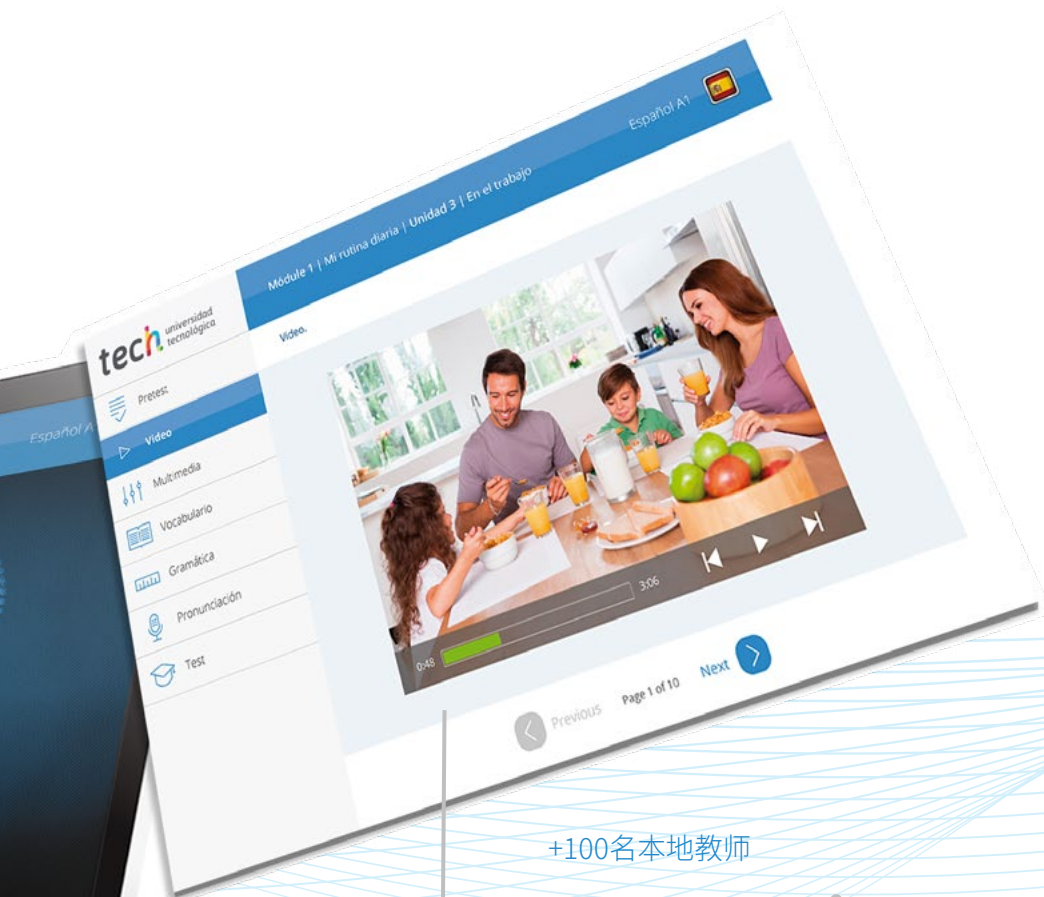 Español A1
Módule 1 | Mi rutina diaria | Unidad 3 | En el trabajo
tech universidad
tecnológica
Video.
Pretest
Video
Multimedia
Vocabulario
Gramática
Pronunciación
Test
0:48
3:06
Previous
Page 1 of 10
Next
Español A
+100名本地教师